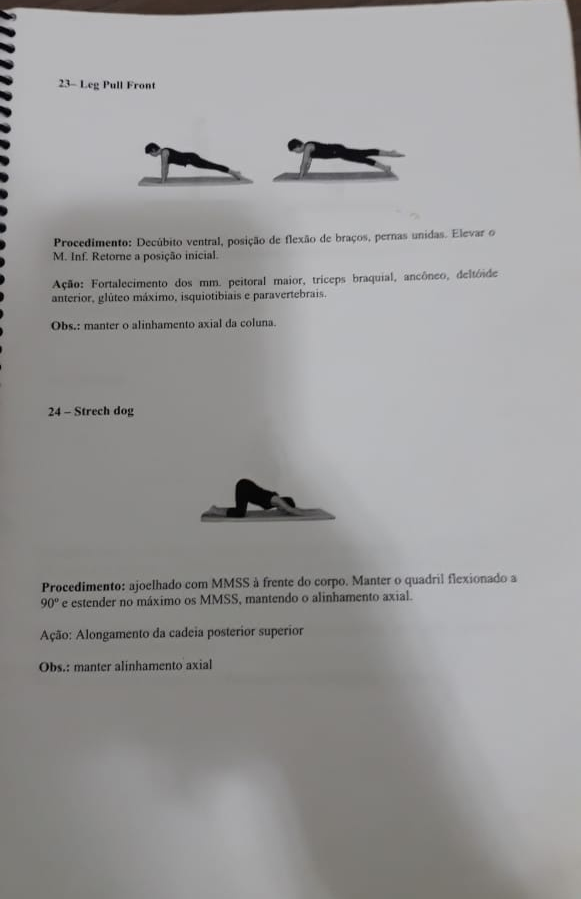 23– Leg Pull Front
Procedimento: Decúbito ventral, posição de flexão de braços, pernas unidas. Elevar o
M. Inf. Retorne a posição inicial.
Ação: Fortalecimento dos mm. peitoral maior, tríceps braquial, ancôneo, deltóide
anterior, glúteo máximo, isquiotibiais e paravertebrais.
Obs.: manter o alinhamento axial da coluna.
24 – Strech dog
Procedimento: ajoelhado com MMSS à frente do corpo. Manter o quadril flexionado a
90º e estender no máximo os MMSS, mantendo o alinhamento axial.
Ação: Alongamento da cadeia posterior superior
Obs.: manter alinhamento axial